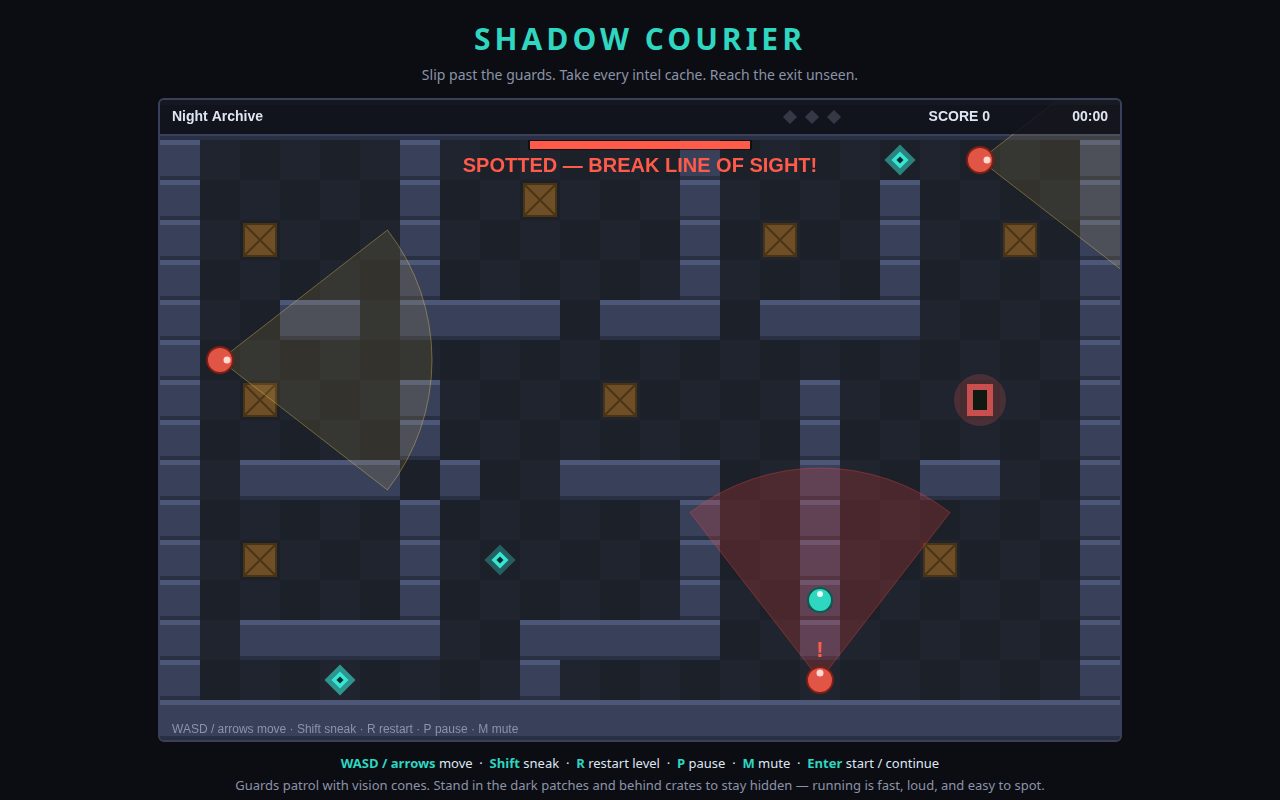 SHADOW COURIER
Slip past the guards. Take every intel cache. Reach the exit unseen.
Night Archive
SCORE 0
00:00
SPOTTED — BREAK LINE OF SIGHT!
!
WASD / arrows move · Shift sneak · R restart · P pause · M mute
WASD / arrows move · Shift sneak · R restart level · P pause · M mute · Enter start / continue
Guards patrol with vision cones. Stand in the dark patches and behind crates to stay hidden — running is fast, loud, and easy to spot.